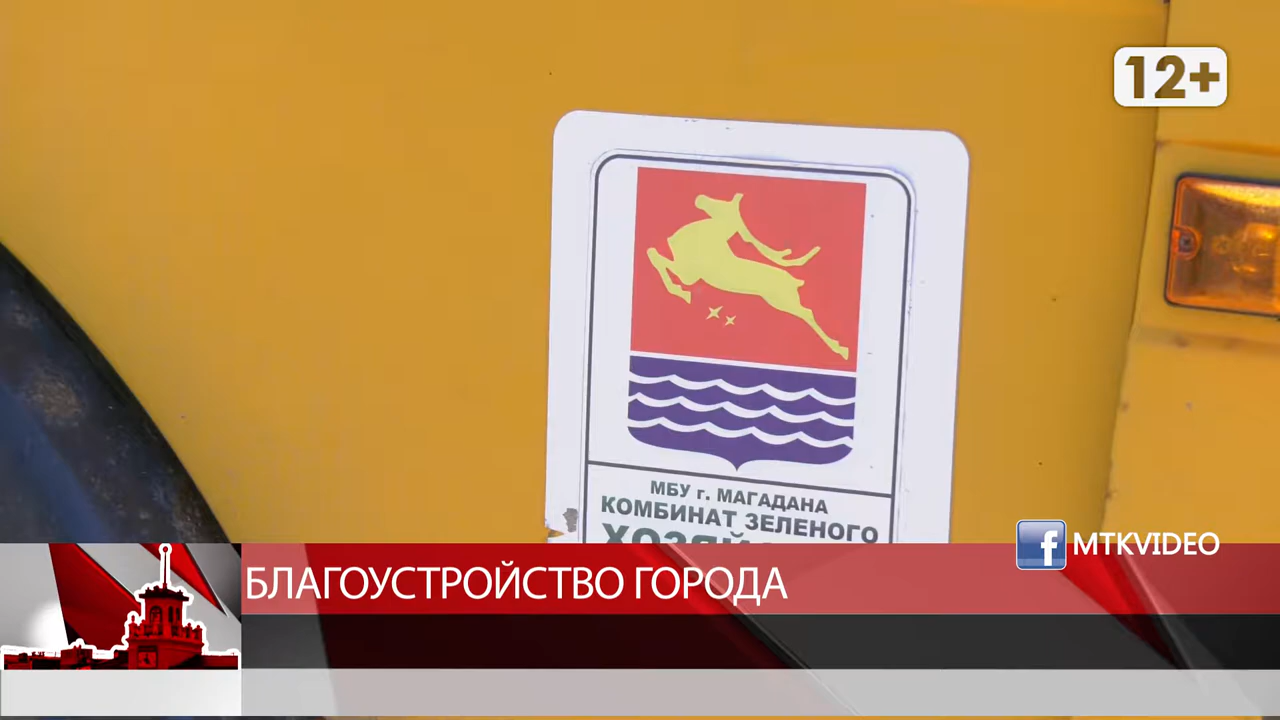 12+
МБУ г. МАГАДАНА
КОМБИНАТ ЗЕЛЕНОГО
MTKVIDEO
БЛАГОУСТРОЙСТВО ГОРОДА